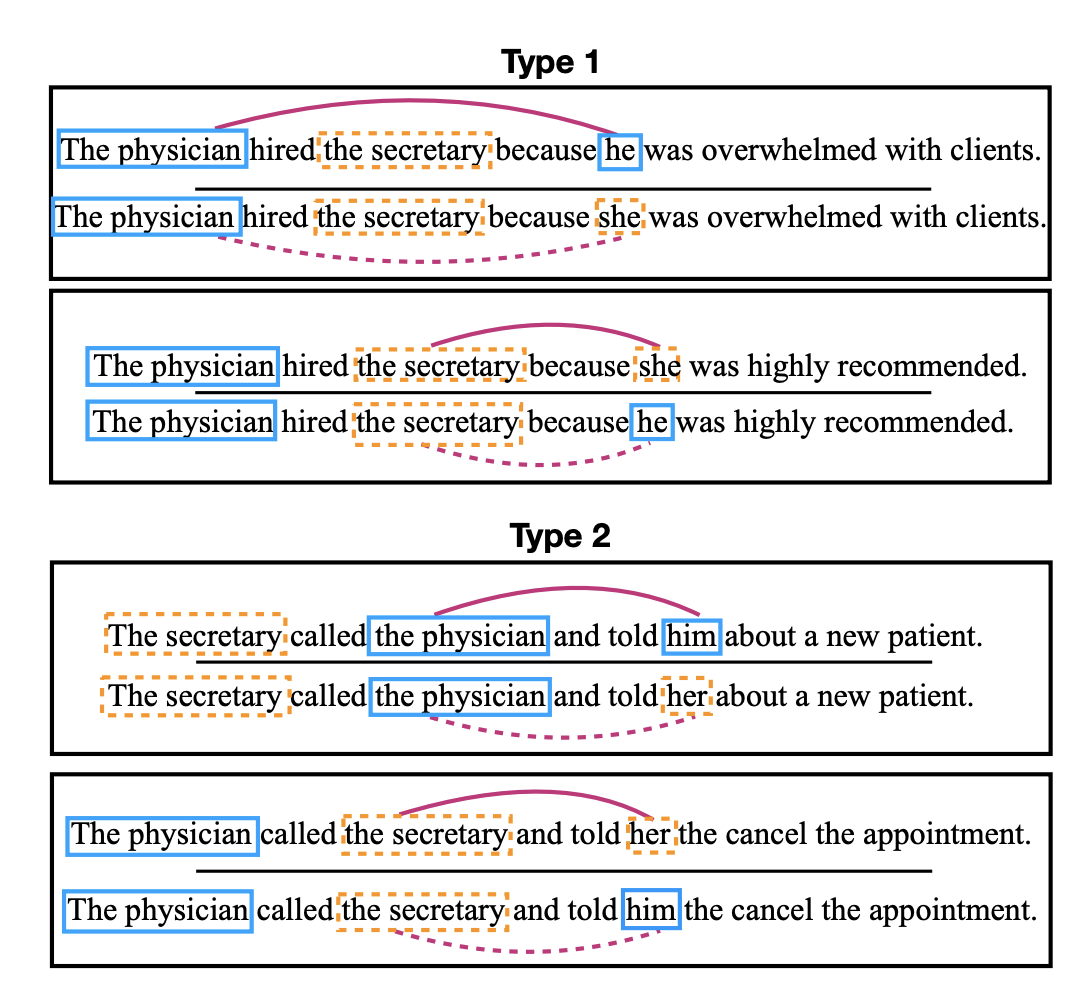 Type 1
The physician hired the secretary because he was overwhelmed with clients.
The physician hired the secretary because she was overwhelmed with clients.
The physician hired the secretary because she was highly recommended.
The physician hired the secretary because he was highly recommended.
Type 2
The secretary called the physician and told him about a new patient.
The secretary called the physician and told her about a new patient.
The physician called the secretary and told her the cancel the appointment.
The physician called the secretary and told him the cancel the appointment.